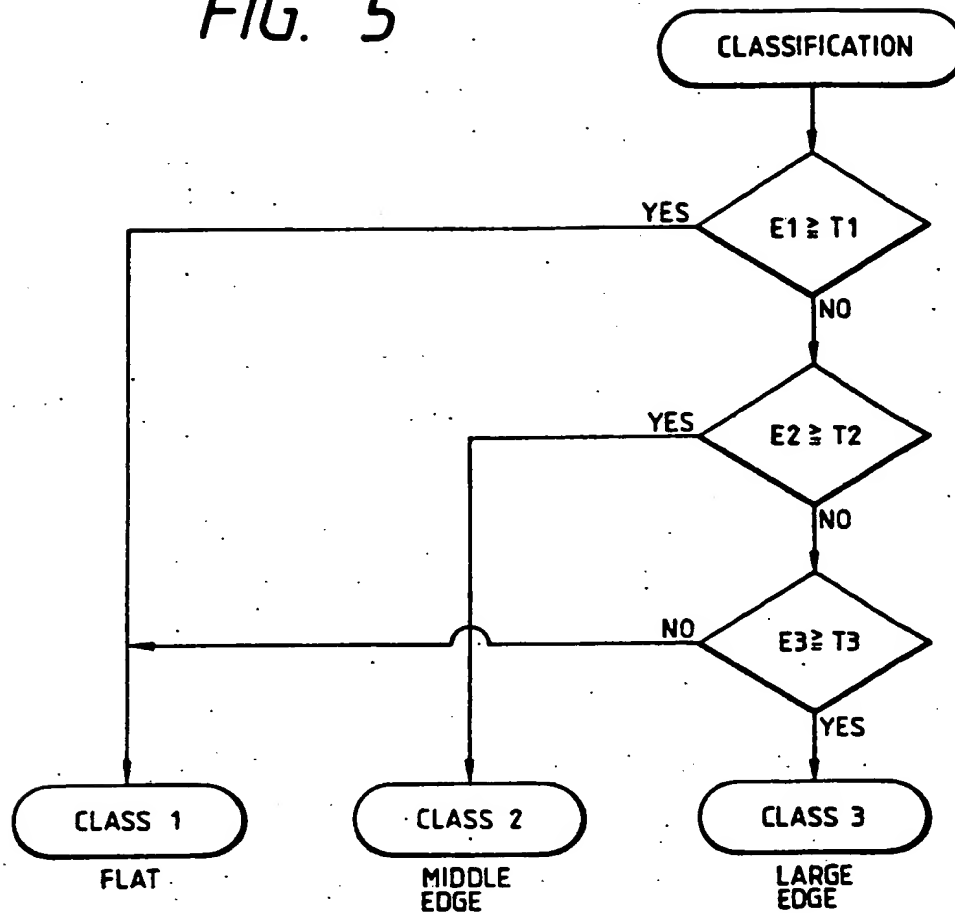 FIG. 5
CLASSIFICATION
YES
E1 ≧ T1
NO
YES
E2 ≧ T2
NO
NO
E3 ≧ T3
YES
CLASS 1
CLASS 2
CLASS 3
FLAT
MIDDLE
EDGE
LARGE
EDGE